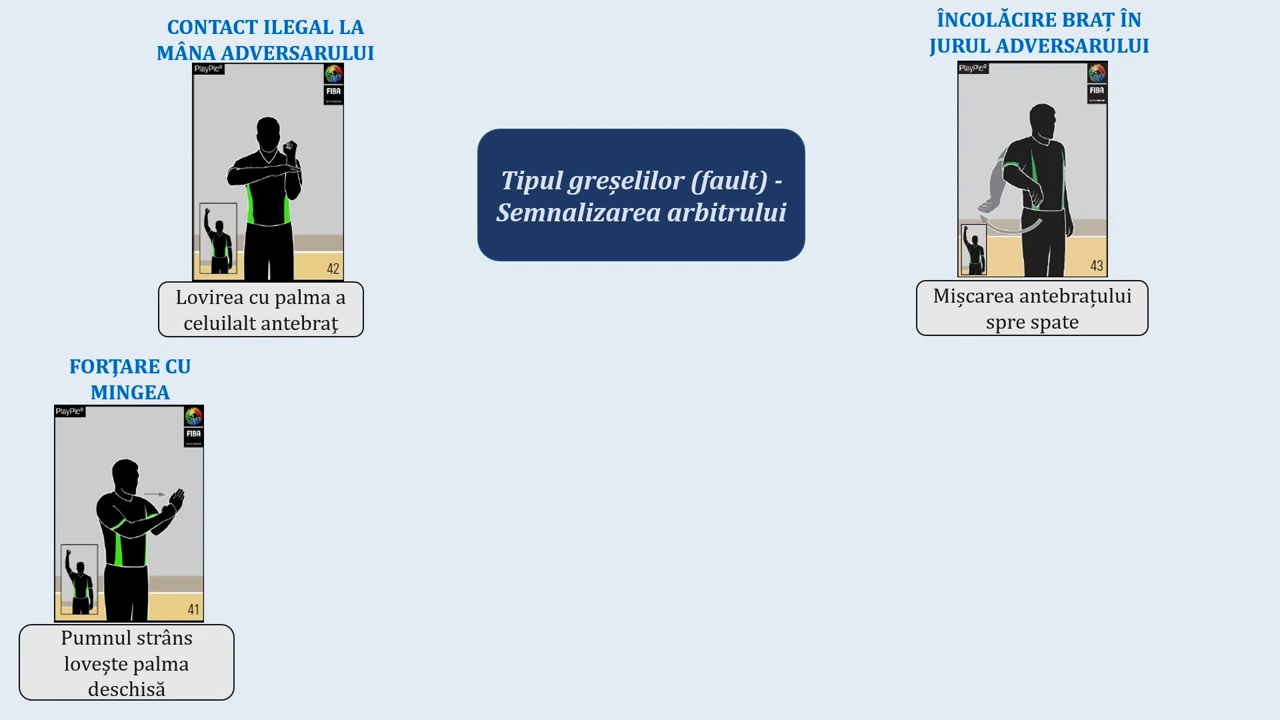 CONTACT ILEGAL LA
MÂNA ADVERSARULUI
PlayPic®
FIBA
42
Lovirea cu palma a
celuilalt antebraţ
Tipul greșelilor (fault) -
Semnalizarea arbitrului
ÎNCOLĂCIRE BRAȚ ÎN
JURUL ADVERSARULUI
PlayPic®
FIBA
43
Mișcarea antebrațului
spre spate
FORŢARE CU
MINGEA
PlayPic®
FIBA
41
Pumnul strâns
lovește palma
deschisă